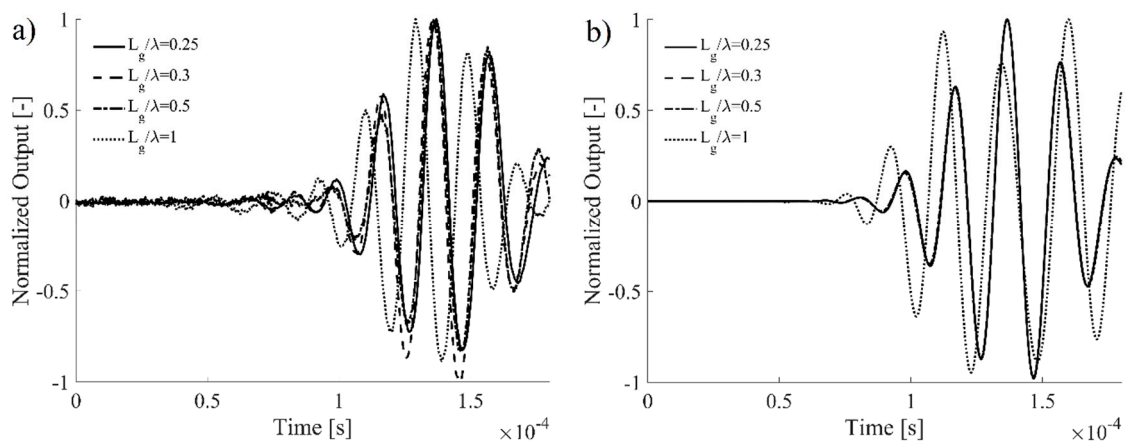 a)
L_g/λ=0.25
L_g/λ=0.3
L_g/λ=0.5
L_g/λ=1
Normalized Output [-]
1
0.5
0
-0.5
-1
0 0.5 1 1.5
Time [s]
×10⁻⁴
b)
L_g/λ=0.25
L_g/λ=0.3
L_g/λ=0.5
L_g/λ=1
Normalized Output [-]
1
0.5
0
-0.5
-1
0 0.5 1 1.5
Time [s]
×10⁻⁴